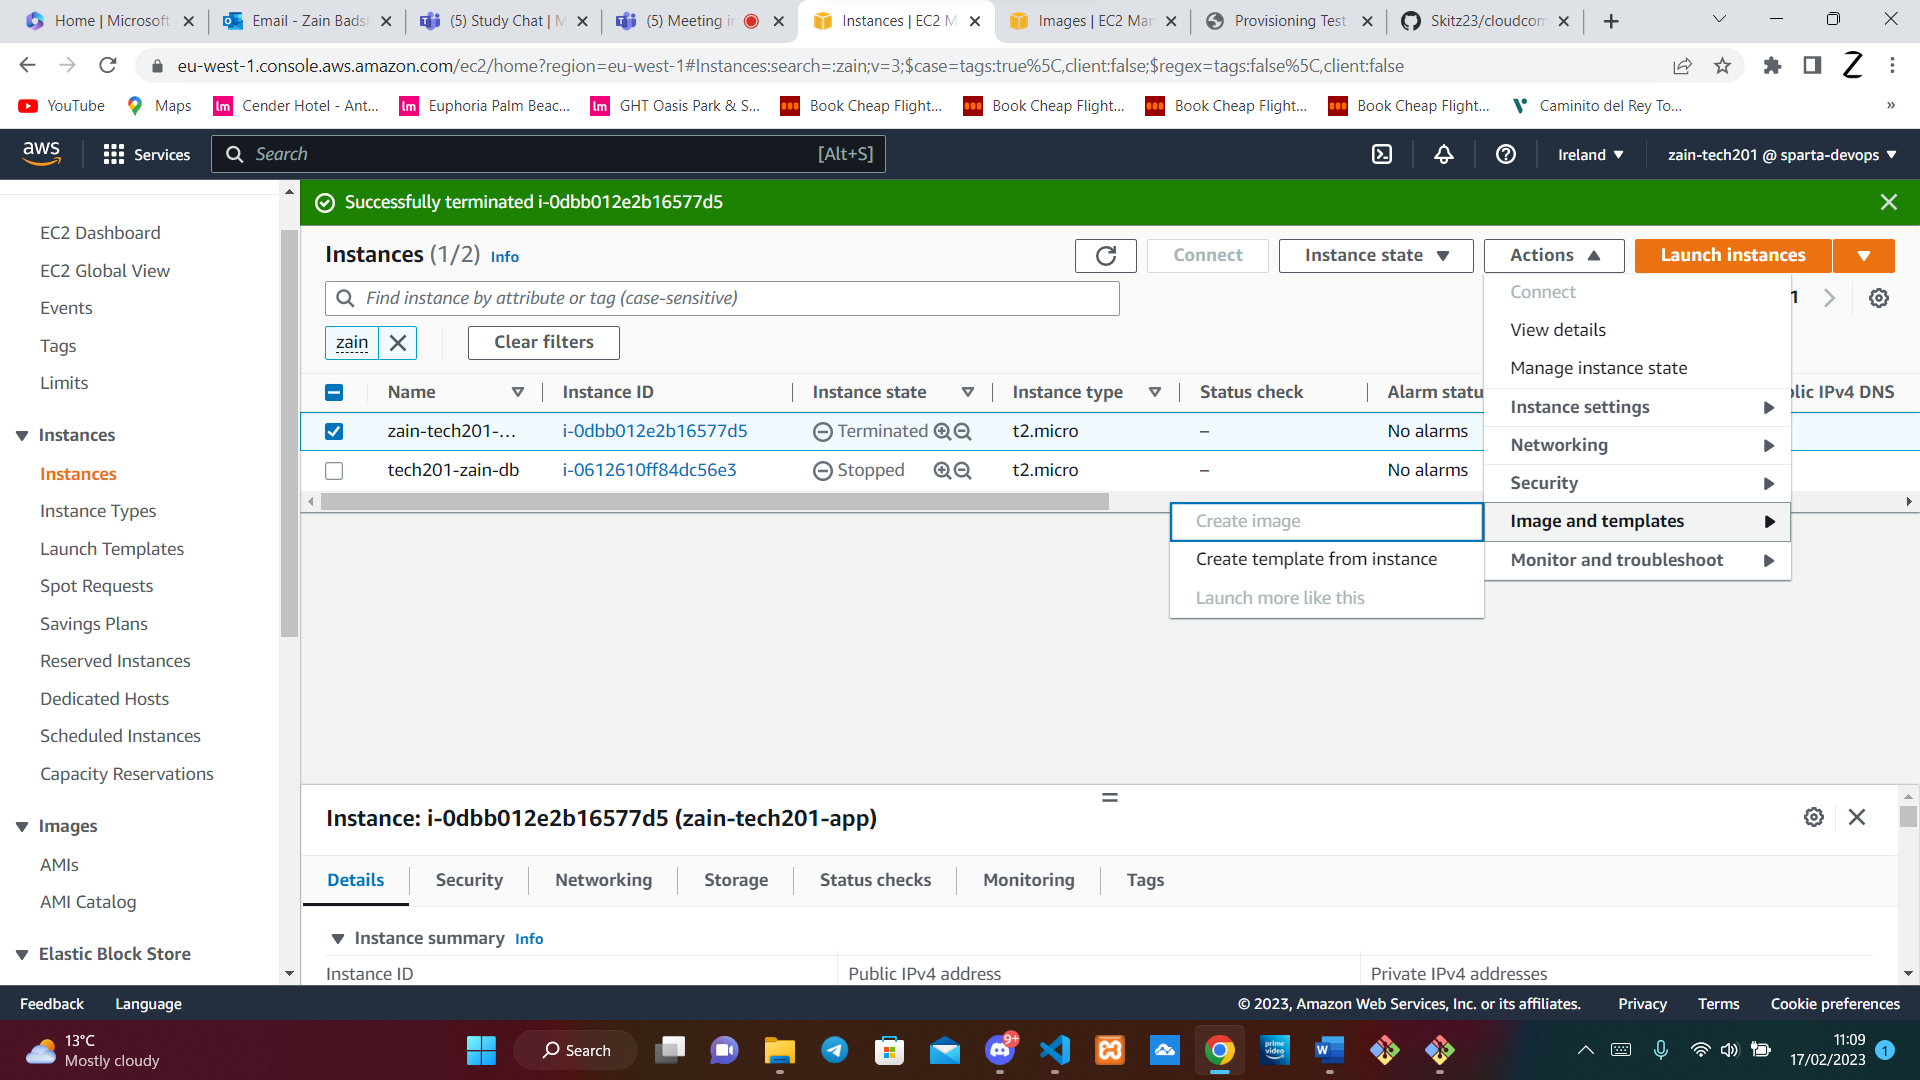 Home | Microsoft
Email - Zain Badsh
(5) Study Chat | M
(5) Meeting in
Instances | EC2 M
Images | EC2 Man
Provisioning Test
Skitz23/cloudcom
eu-west-1.console.aws.amazon.com/ec2/home?region=eu-west-1#Instances:search=:zain;v=3;$case=tags:true%5C,client:false;$regex=tags:false%5C,client:false
YouTube
Maps
lm Cender Hotel - Ant...
lm Euphoria Palm Beac...
lm GHT Oasis Park & S...
Book Cheap Flight...
Book Cheap Flight...
Book Cheap Flight...
Book Cheap Flight...
Caminito del Rey To...
»
aws
Services
Search
[Alt+S]
Ireland
zain-tech201 @ sparta-devops
Successfully terminated i-0dbb012e2b16577d5
EC2 Dashboard
EC2 Global View
Events
Tags
Limits
Instances
Instances
Instance Types
Launch Templates
Spot Requests
Savings Plans
Reserved Instances
Dedicated Hosts
Scheduled Instances
Capacity Reservations
Images
AMIs
AMI Catalog
Elastic Block Store
Instances (1/2) Info
Connect
Instance state
Actions
Launch instances
Find instance by attribute or tag (case-sensitive)
1
zain
Clear filters
Name
Instance ID
Instance state
Instance type
Status check
Alarm statu
blic IPv4 DNS
zain-tech201-...
i-0dbb012e2b16577d5
Terminated
t2.micro
–
No alarms
tech201-zain-db
i-0612610ff84dc56e3
Stopped
t2.micro
–
No alarms
Connect
View details
Manage instance state
Instance settings
Networking
Security
Image and templates
Monitor and troubleshoot
Create image
Create template from instance
Launch more like this
Instance: i-0dbb012e2b16577d5 (zain-tech201-app)
Details
Security
Networking
Storage
Status checks
Monitoring
Tags
Instance summary Info
Instance ID
Public IPv4 address
Private IPv4 addresses
Feedback
Language
© 2023, Amazon Web Services, Inc. or its affiliates.
Privacy
Terms
Cookie preferences
13°C
Mostly cloudy
Search
9+
prime video
11:09
17/02/2023
1